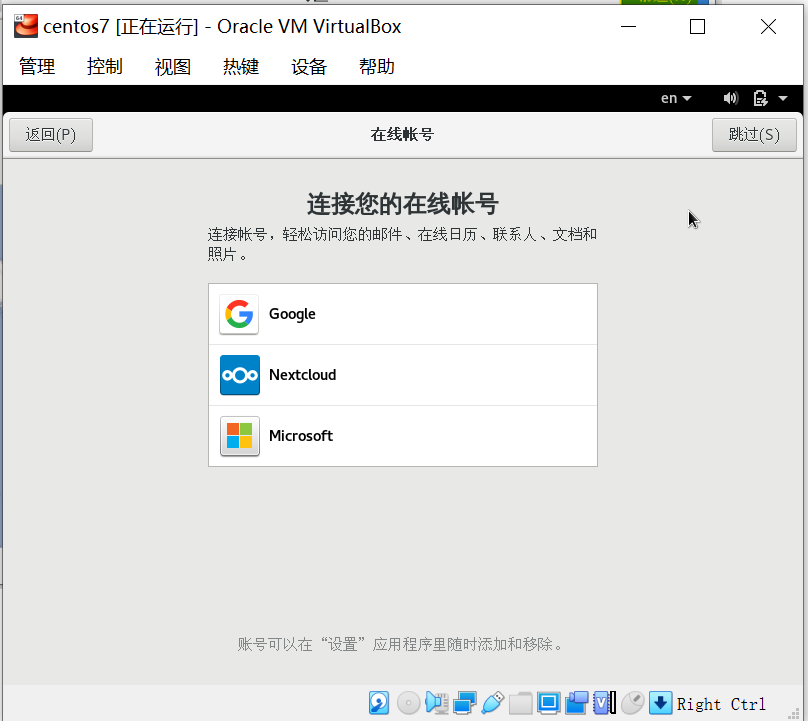 centos7 [正在运行] - Oracle VM VirtualBox
管理 控制 视图 热键 设备 帮助
en
返回(P) 在线帐号 跳过(S)
连接您的在线帐号
连接帐号，轻松访问您的邮件、在线日历、联系人、文档和
照片。
Google
Nextcloud
Microsoft
账号可以在“设置”应用程序里随时添加和移除。
Right Ctrl